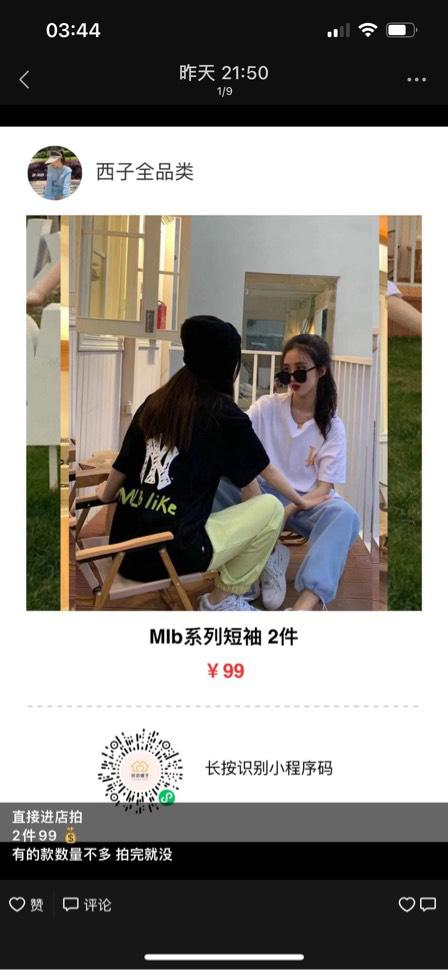 03:44
昨天 21:50
1/9
西子全品类
NY
MLB like
Mlb系列短袖 2件
¥99
长按识别小程序码
直接进店拍
2件99 💰
有的款数量不多 拍完就没
赞
评论